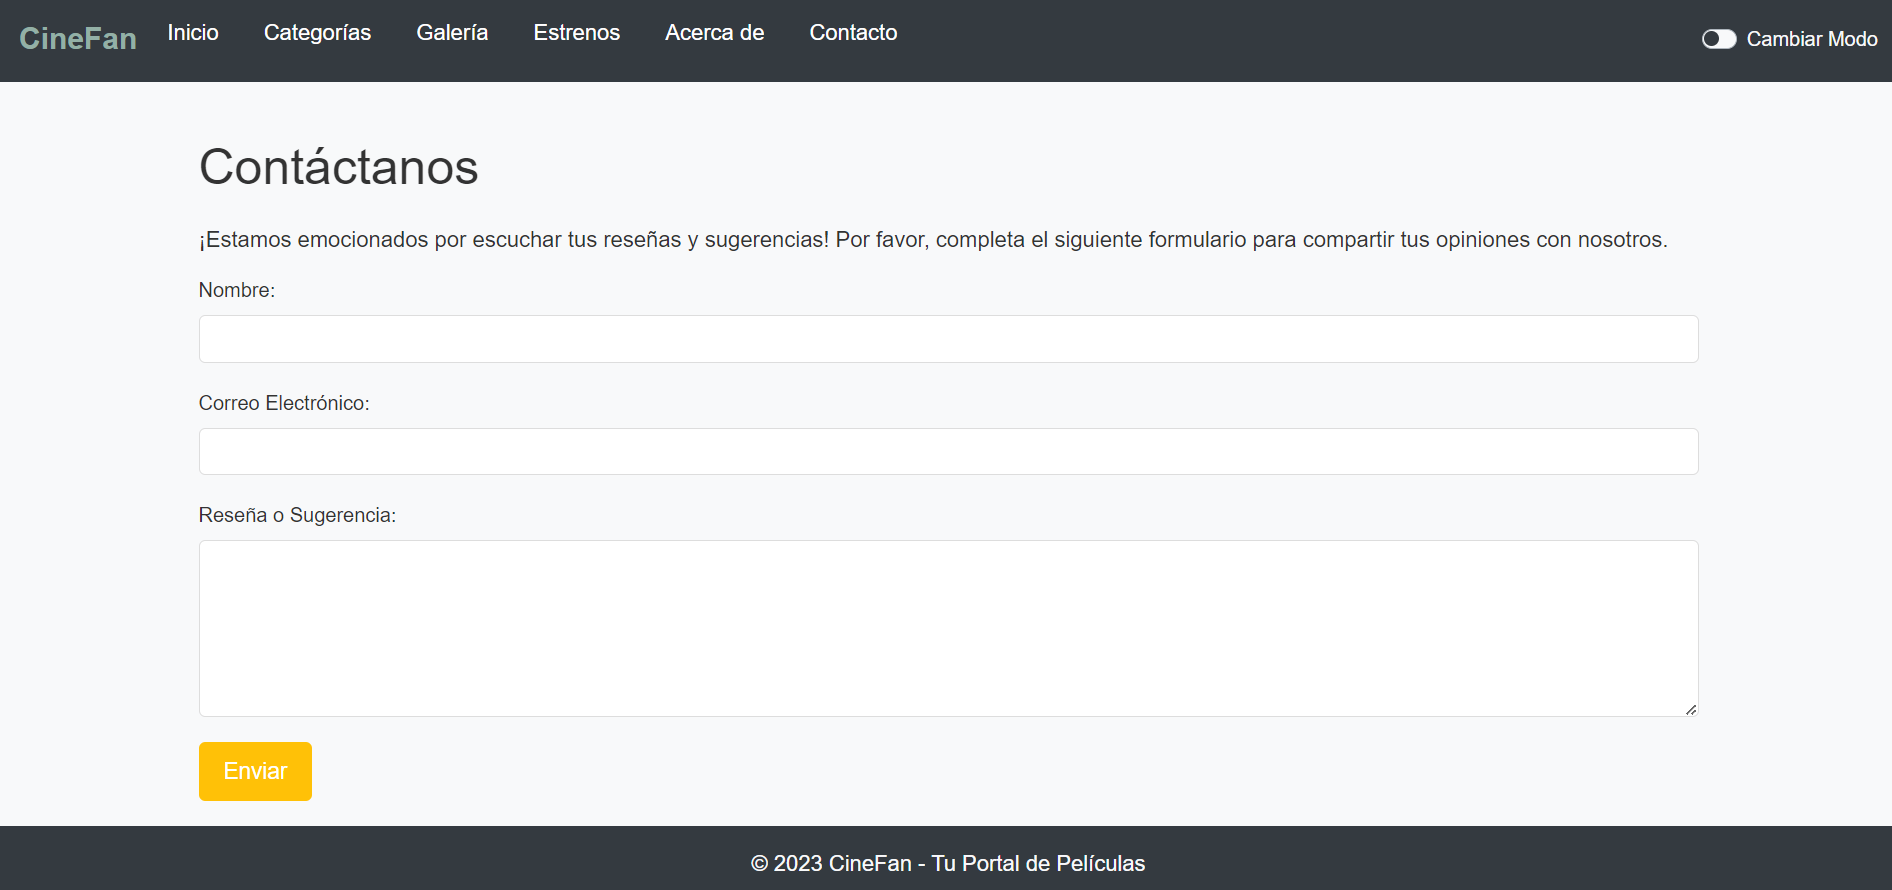 CineFan Inicio Categorías Galería Estrenos Acerca de Contacto Cambiar Modo
Contáctanos
¡Estamos emocionados por escuchar tus reseñas y sugerencias! Por favor, completa el siguiente formulario para compartir tus opiniones con nosotros.
Nombre:
Correo Electrónico:
Reseña o Sugerencia:
Enviar
© 2023 CineFan - Tu Portal de Películas